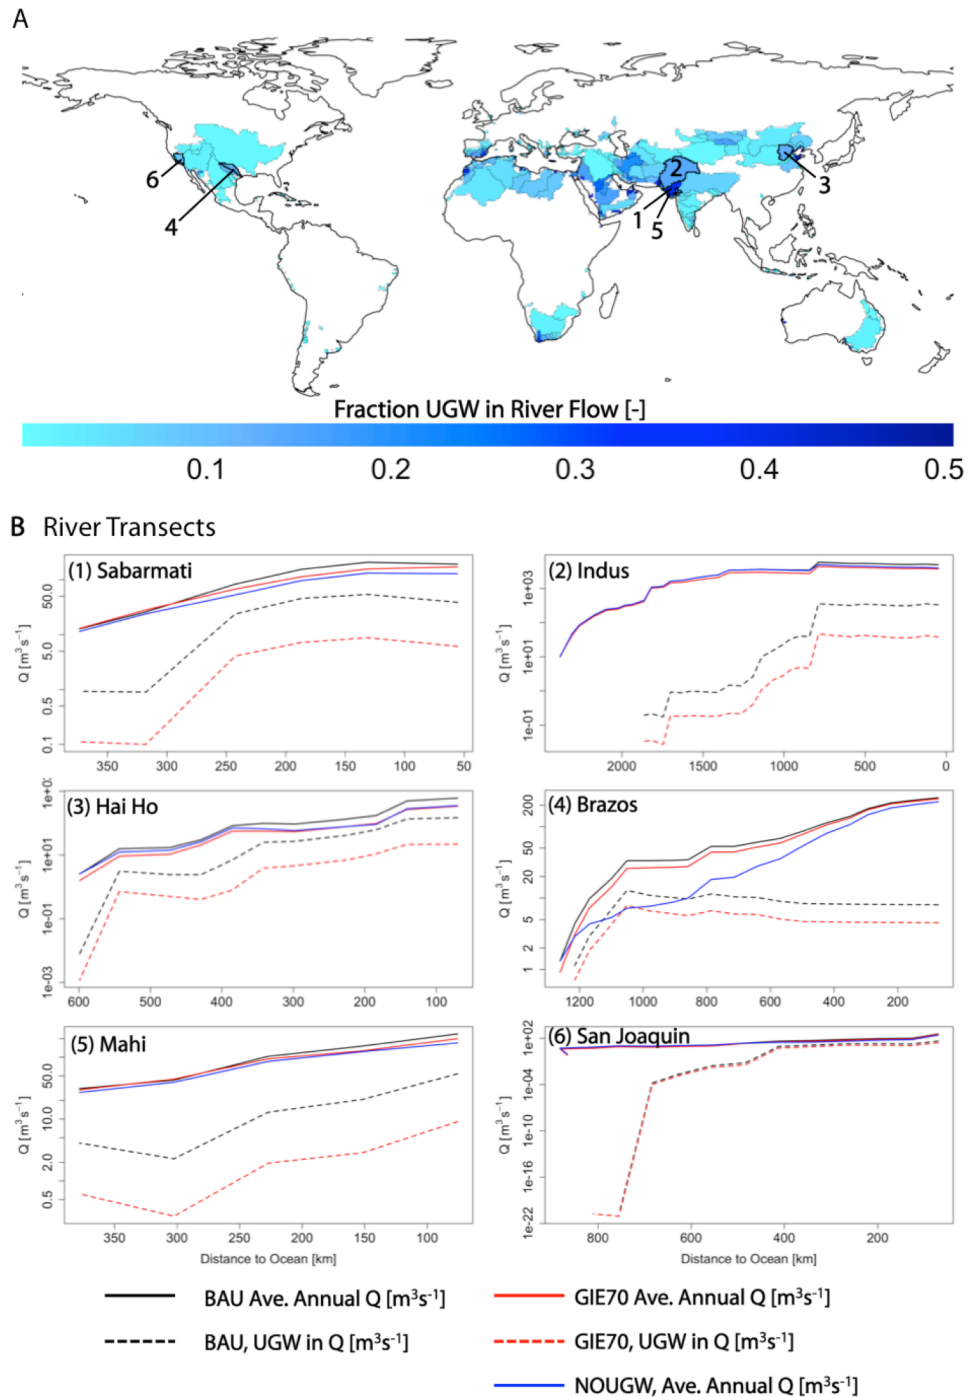 A
6
4
2
1
5
3
Fraction UGW in River Flow [-]
0.1 0.2 0.3 0.4 0.5
B River Transects
(1) Sabarmati
Q [m³ s⁻¹]
50.0
5.0
0.5
0.1
350 300 250 200 150 100 50
(2) Indus
Q [m³ s⁻¹]
1e+03
1e+01
1e-01
2000 1500 1000 500 0
(3) Hai Ho
Q [m³ s⁻¹]
1e+01
1e-01
1e-03
600 500 400 300 200 100
(4) Brazos
Q [m³ s⁻¹]
200
50
20
5
2
1
1200 1000 800 600 400 200
(5) Mahi
Q [m³ s⁻¹]
50.0
10.0
2.0
0.5
350 300 250 200 150 100
Distance to Ocean [km]
(6) San Joaquin
Q [m³ s⁻¹]
1e+02
1e-04
1e-10
1e-16
1e-22
800 600 400 200
Distance to Ocean [km]
BAU Ave. Annual Q [m³s⁻¹]
GIE70 Ave. Annual Q [m³s⁻¹]
BAU, UGW in Q [m³s⁻¹]
GIE70, UGW in Q [m³s⁻¹]
NOUGW, Ave. Annual Q [m³s⁻¹]